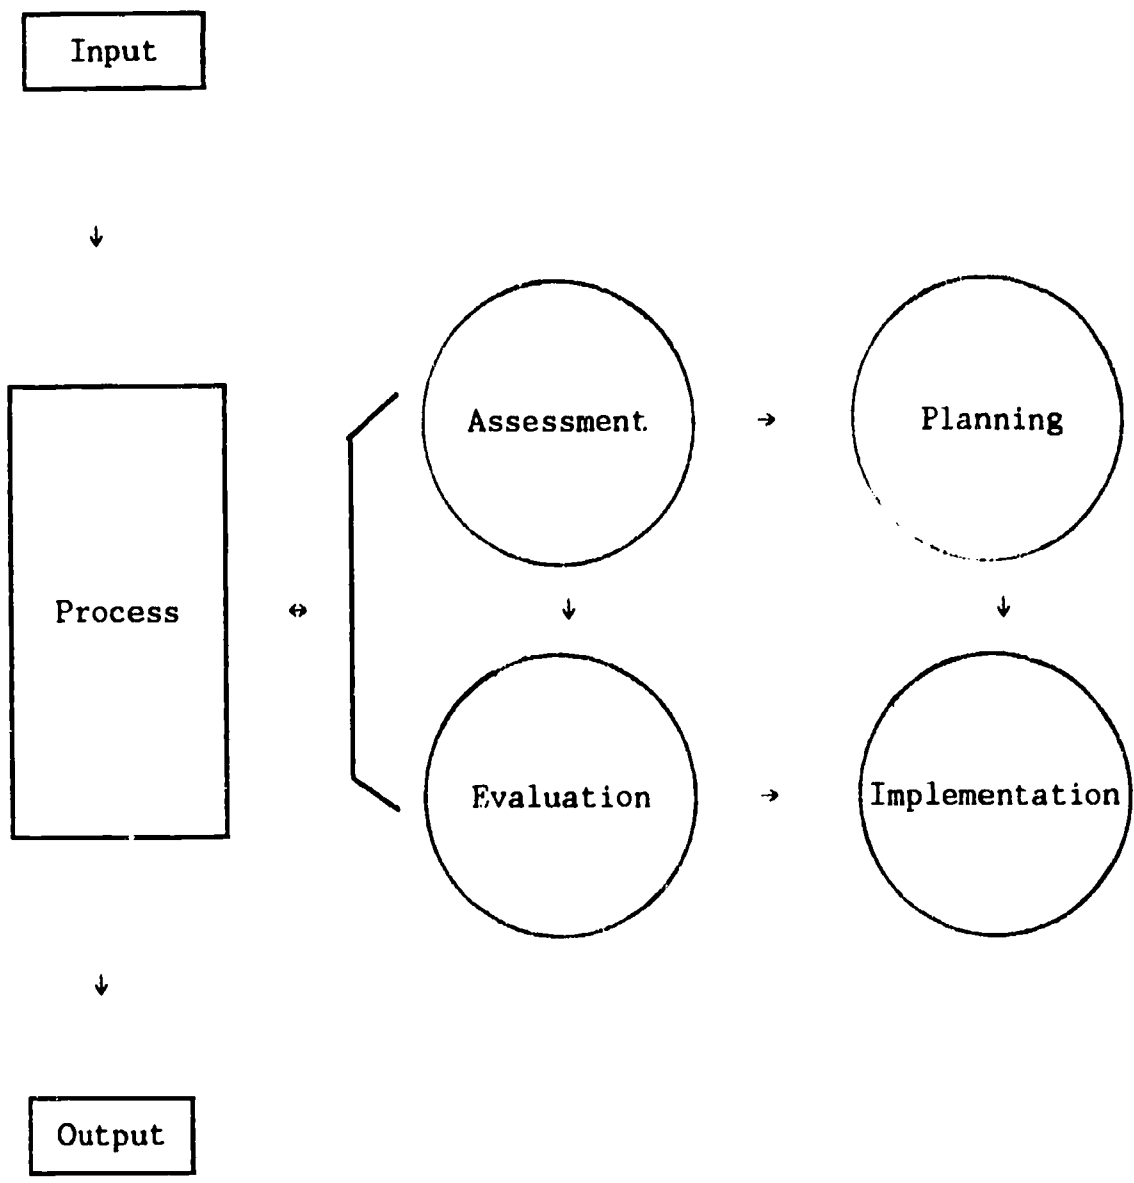 Input
↓
Assessment
→
Planning
Process
↔
↓
↓
Evaluation
→
Implementation
↓
Output